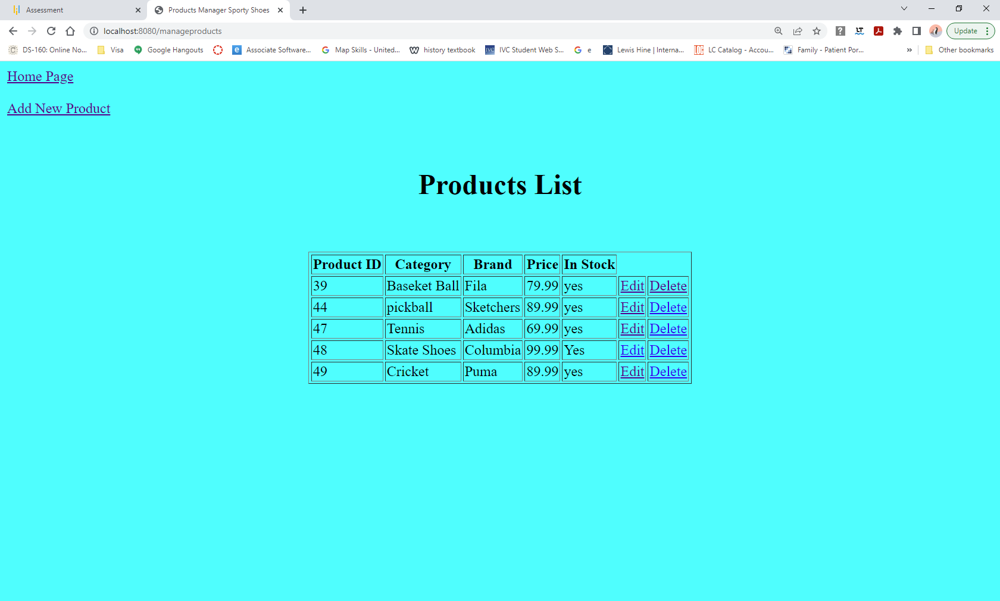 Assessment
Products Manager Sporty Shoes
localhost:8080/manageproducts
Update
DS-160: Online No...
Visa
Google Hangouts
Associate Software...
Map Skills - United...
history textbook
IVC Student Web S...
e
Lewis Hine | Interna...
LC Catalog - Accou...
Family - Patient Por...
»
Other bookmarks
Home Page
Add New Product
Products List
Product ID Category Brand Price In Stock
39 Baseket Ball Fila 79.99 yes Edit Delete
44 pickball Sketchers 89.99 yes Edit Delete
47 Tennis Adidas 69.99 yes Edit Delete
48 Skate Shoes Columbia 99.99 Yes Edit Delete
49 Cricket Puma 89.99 yes Edit Delete